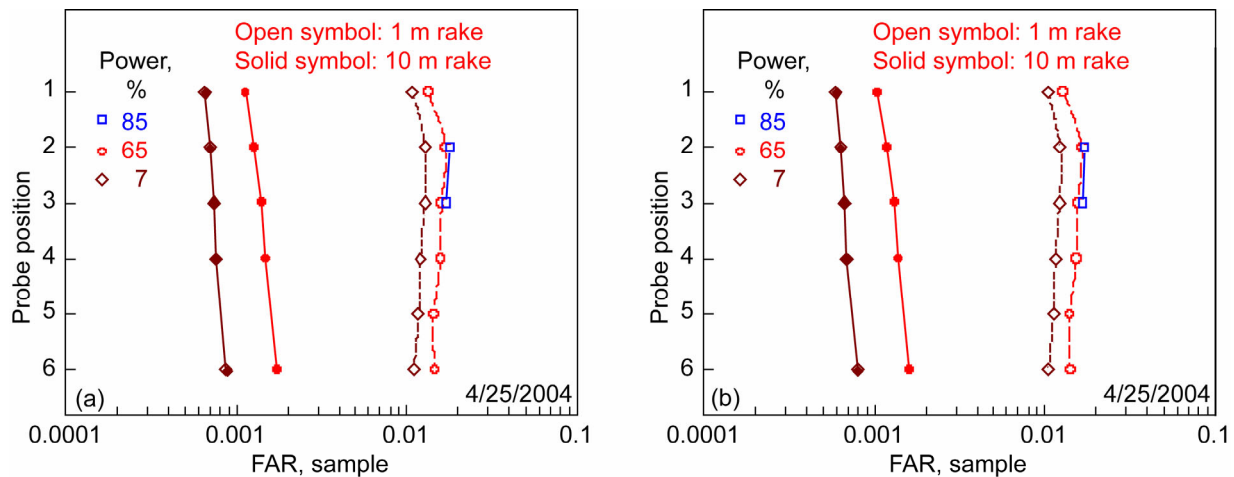 Open symbol: 1 m rake
Solid symbol: 10 m rake
Power,
%
85
65
7
Probe position
1
2
3
4
5
6
(a)
4/25/2004
0.0001
0.001
0.01
0.1
FAR, sample
Open symbol: 1 m rake
Solid symbol: 10 m rake
Power,
%
85
65
7
Probe position
1
2
3
4
5
6
(b)
4/25/2004
0.0001
0.001
0.01
0.1
FAR, sample